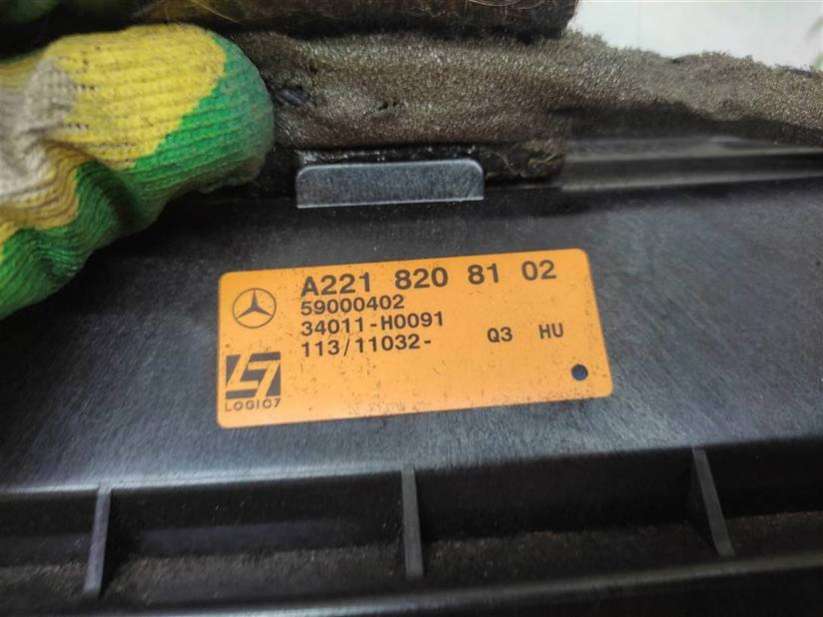 A221 820 81 02
59000402
34011-H0091
113/11032- Q3 HU
LOGIC7